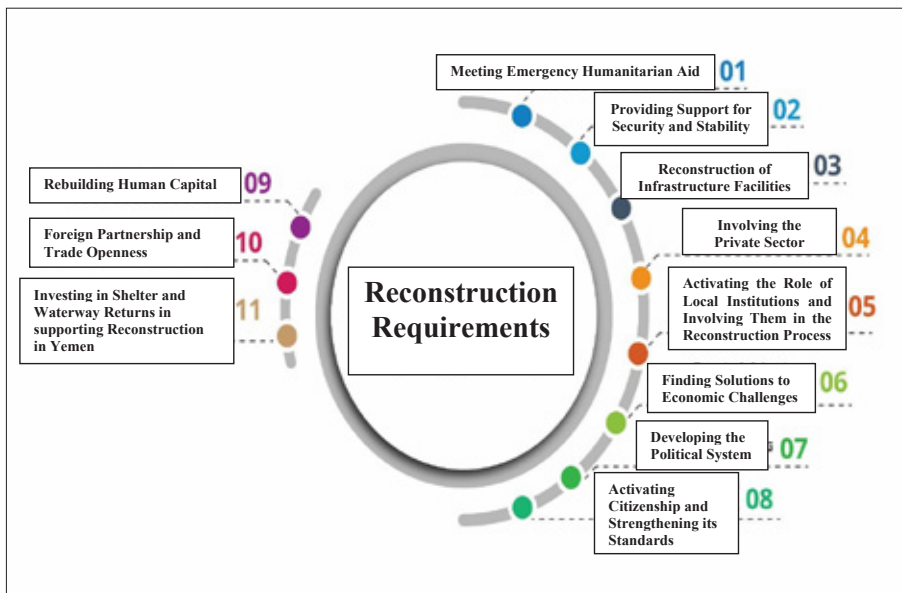 Reconstruction
Requirements
Meeting Emergency Humanitarian Aid
01
Providing Support for
Security and Stability
02
Reconstruction of
Infrastructure Facilities
03
Involving the
Private Sector
04
Activating the Role of
Local Institutions and
Involving Them in the
Reconstruction Process
05
Finding Solutions to
Economic Challenges
06
Developing the
Political System
07
Activating
Citizenship and
Strengthening its
Standards
08
Rebuilding Human Capital
09
Foreign Partnership and
Trade Openness
10
Investing in Shelter and
Waterway Returns in
supporting Reconstruction
in Yemen
11